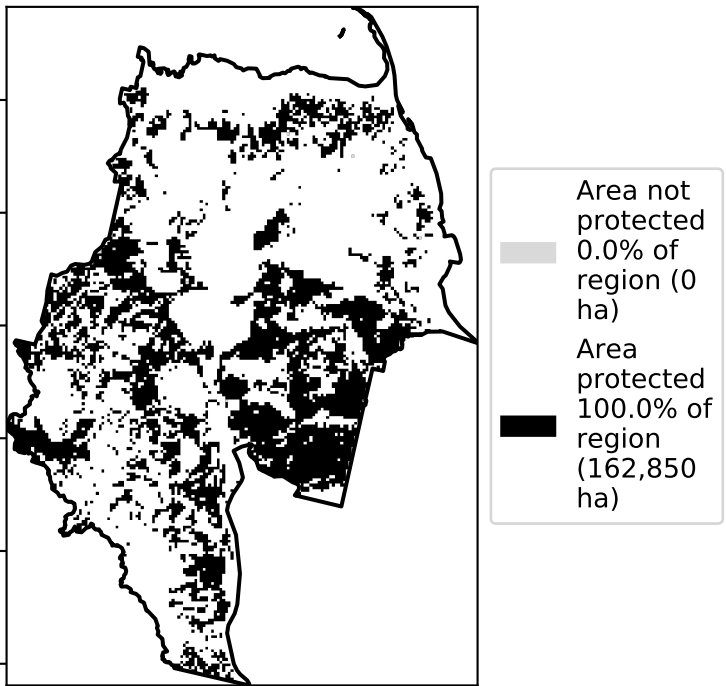 Area not
protected
0.0% of
region (0
ha)
Area
protected
100.0% of
region
(162,850
ha)